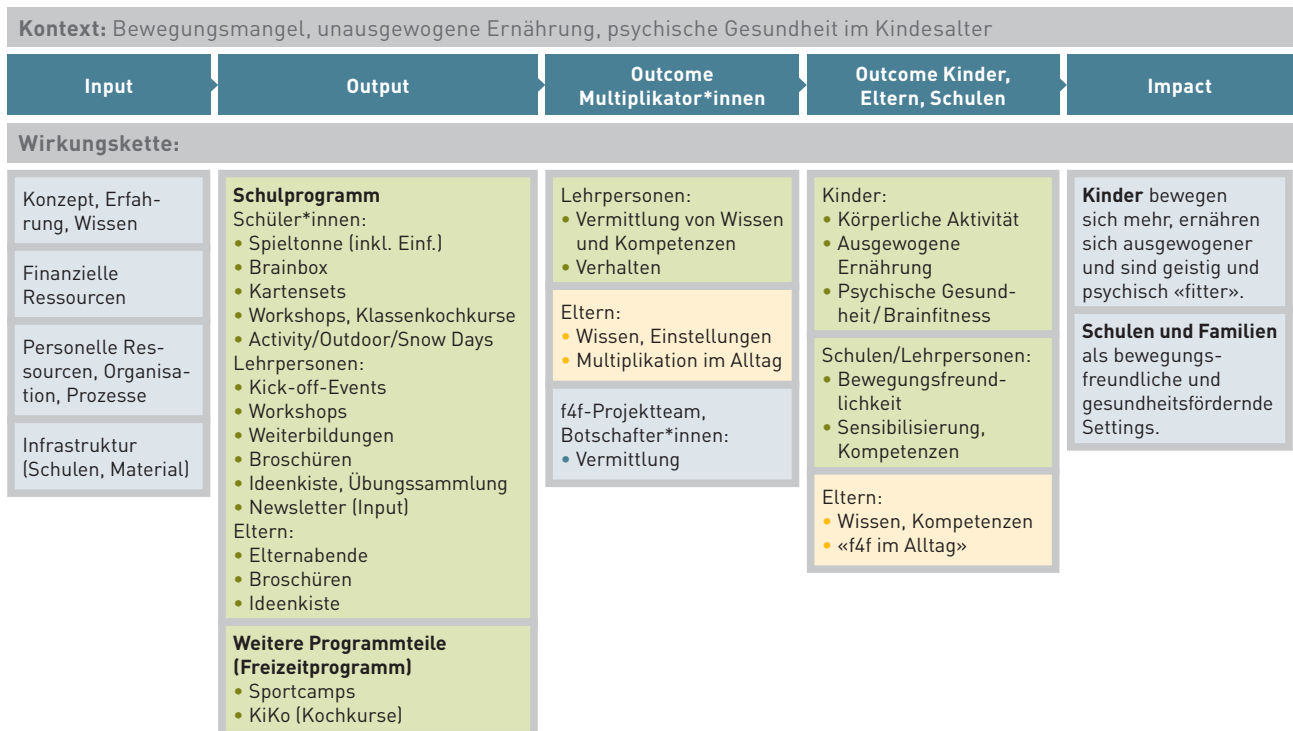 Kontext: Bewegungsmangel, unausgewogene Ernährung, psychische Gesundheit im Kindesalter
Input
Output
Outcome
Multiplikator*innen
Outcome Kinder,
Eltern, Schulen
Impact
Wirkungskette:
Konzept, Erfah-
rung, Wissen
Finanzielle
Ressourcen
Personelle Res-
sourcen, Organisa-
tion, Prozesse
Infrastruktur
(Schulen, Material)
Schulprogramm
Schüler*innen:
• Spieltonne (inkl. Einf.)
• Brainbox
• Kartensets
• Workshops, Klassenkochkurse
• Activity/Outdoor/Snow Days
Lehrpersonen:
• Kick-off-Events
• Workshops
• Weiterbildungen
• Broschüren
• Ideenkiste, Übungssammlung
• Newsletter (Input)
Eltern:
• Elternabende
• Broschüren
• Ideenkiste
Weitere Programmteile
(Freizeitprogramm)
• Sportcamps
• KiKo (Kochkurse)
Lehrpersonen:
• Vermittlung von Wissen
und Kompetenzen
• Verhalten
Eltern:
• Wissen, Einstellungen
• Multiplikation im Alltag
f4f-Projektteam,
Botschafter*innen:
• Vermittlung
Kinder:
• Körperliche Aktivität
• Ausgewogene
Ernährung
• Psychische Gesund-
heit/Brainfitness
Schulen/Lehrpersonen:
• Bewegungsfreund-
lichkeit
• Sensibilisierung,
Kompetenzen
Eltern:
• Wissen, Kompetenzen
• «f4f im Alltag»
Kinder bewegen
sich mehr, ernähren
sich ausgewogener
und sind geistig und
psychisch «fitter».
Schulen und Familien
als bewegungs-
freundliche und
gesundheitsfördernde
Settings.